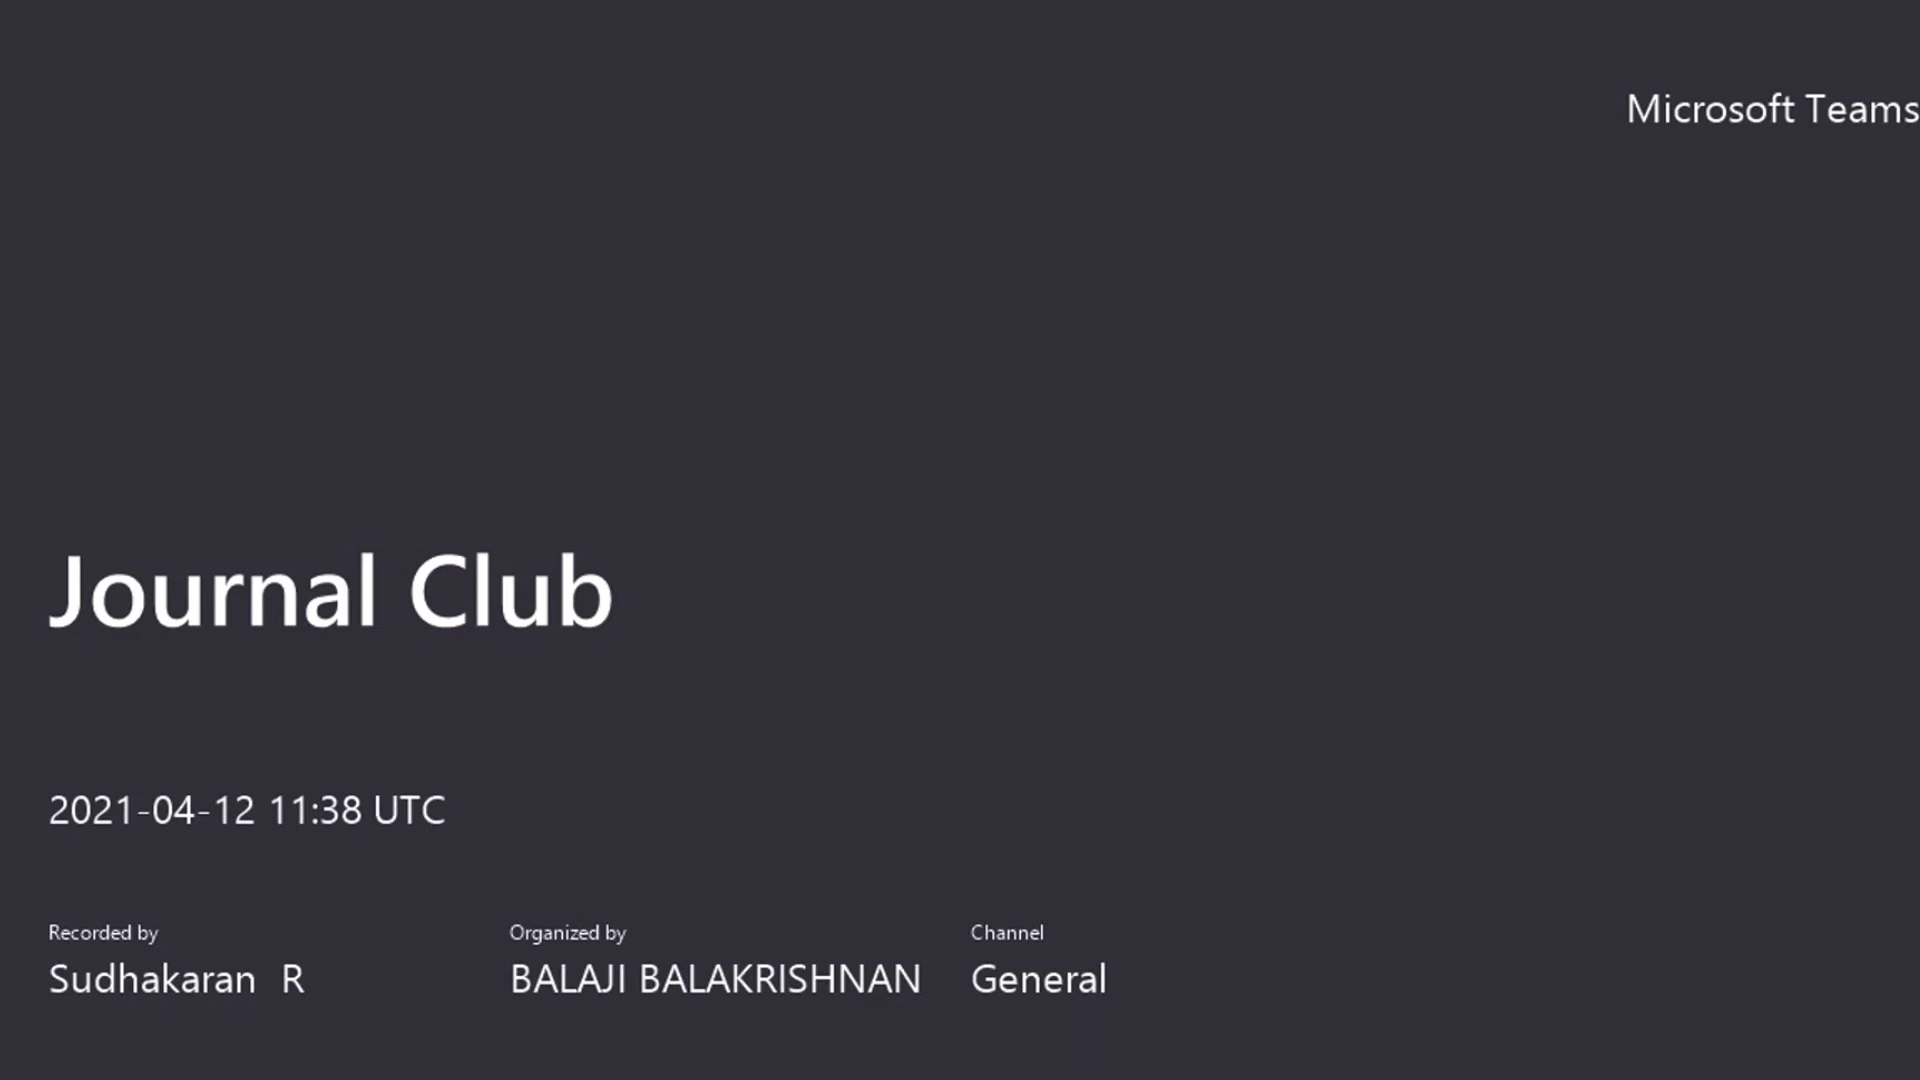 Microsoft Teams
Journal Club
2021-04-12 11:38 UTC
Recorded by
Sudhakaran  R
Organized by
BALAJI BALAKRISHNAN
Channel
General